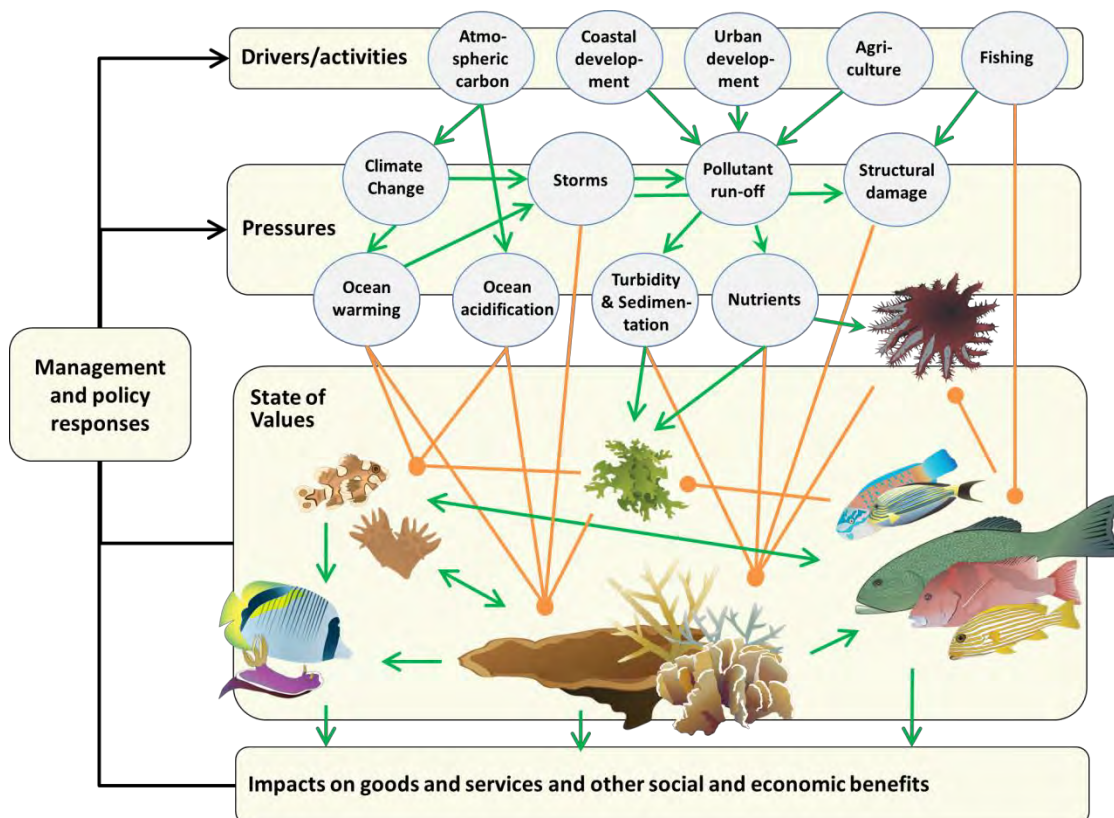 Drivers/activities
Atmo-
spheric
carbon
Coastal
develop-
ment
Urban
develop-
ment
Agri-
culture
Fishing
Climate
Change
Storms
Pollutant
run-off
Structural
damage
Pressures
Ocean
warming
Ocean
acidification
Turbidity
& Sedimen-
tation
Nutrients
Management
and policy
responses
State of
Values
Impacts on goods and services and other social and economic benefits